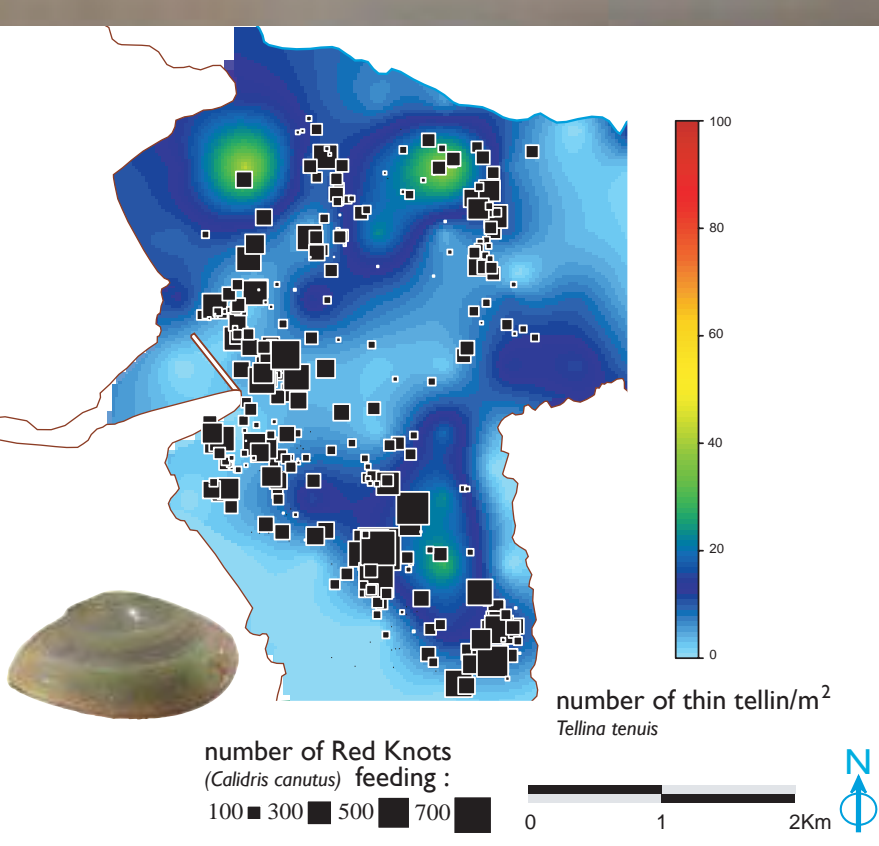 100
80
60
40
20
0
number of thin tellin/m²
Tellina tenuis
number of Red Knots
(Calidris canutus) feeding :
100 300 500 700
N
0 1 2Km